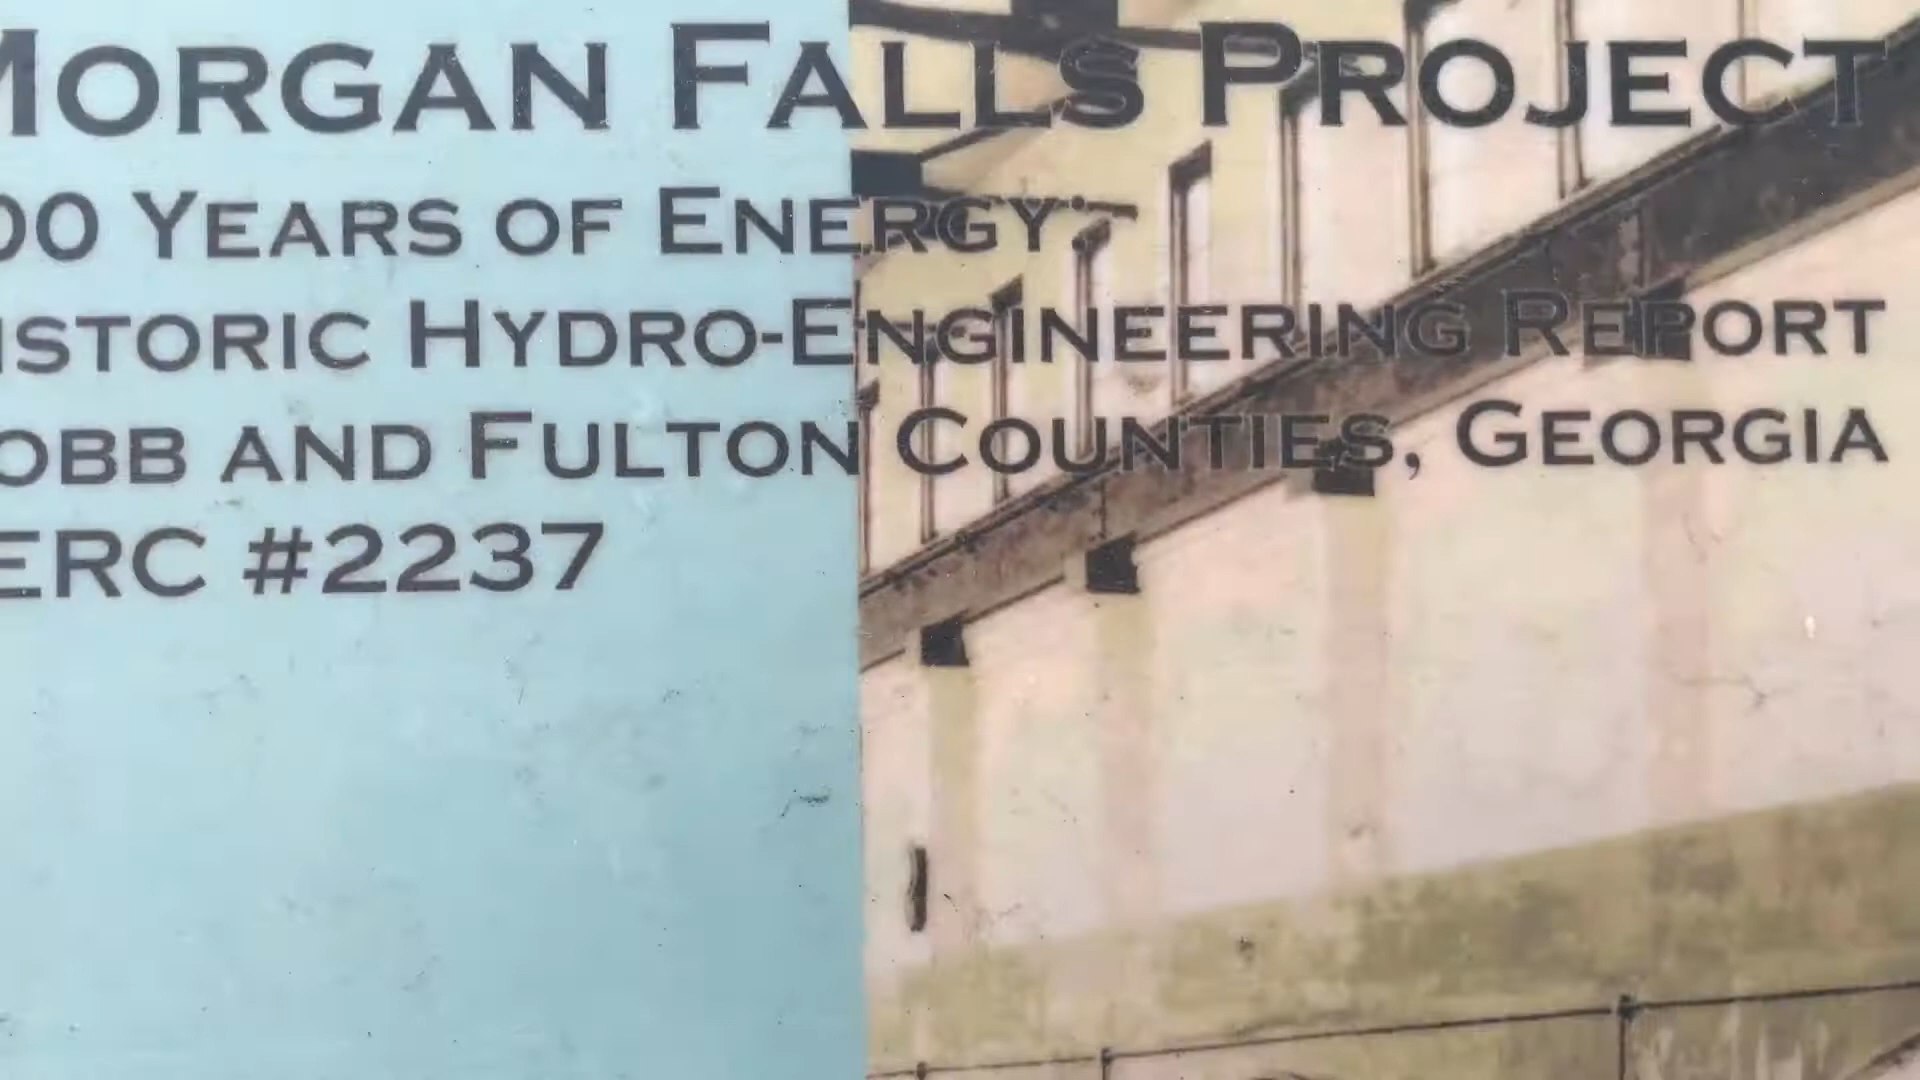 MORGAN FALLS PROJECT
00 YEARS OF ENERGY
ISTORIC HYDRO-ENGINEERING REPORT
OBB AND FULTON COUNTIES, GEORGIA
ERC #2237